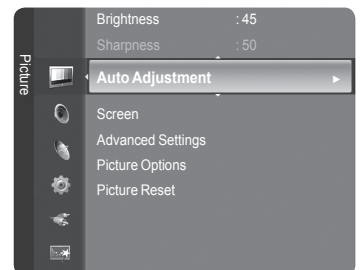 Picture
Brightness : 45
Sharpness : 50
Auto Adjustment
Screen
Advanced Settings
Picture Options
Picture Reset